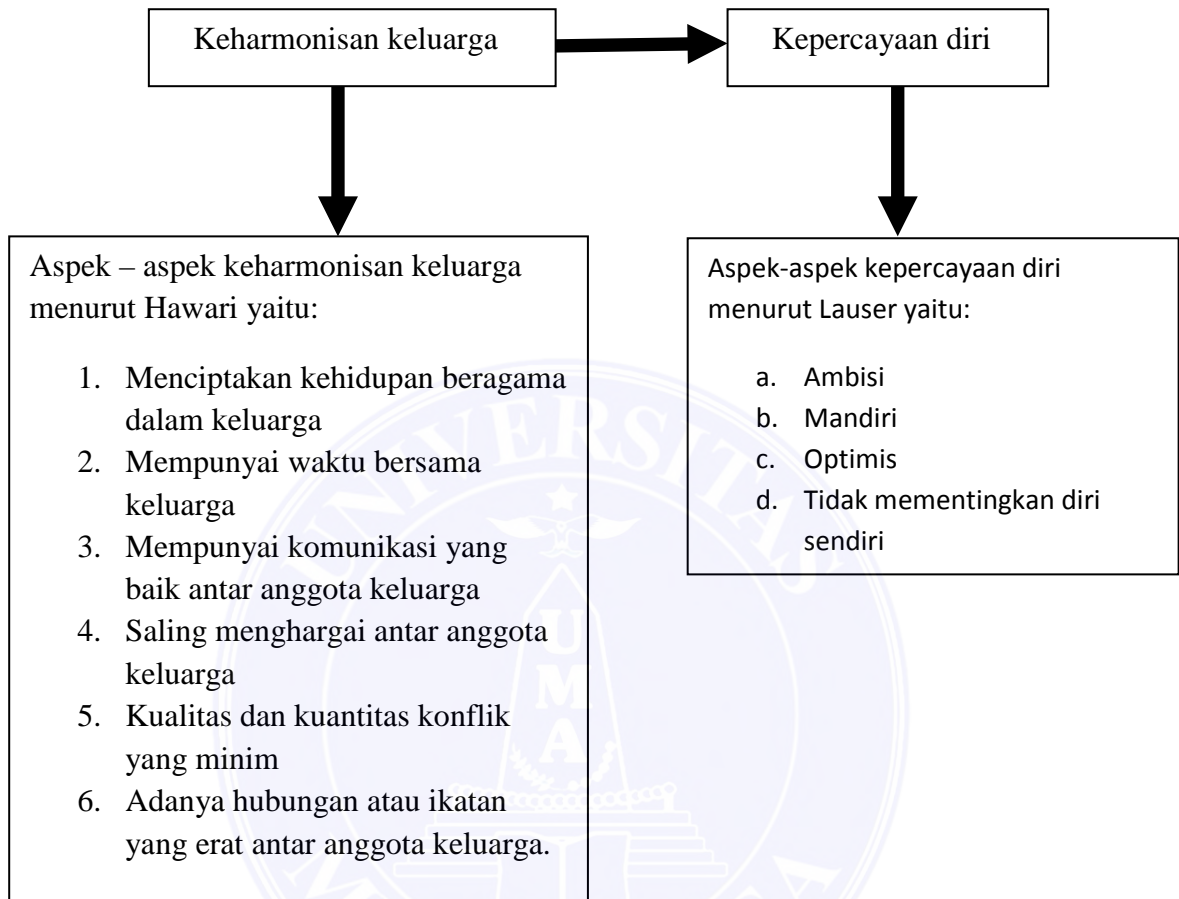 Keharmonisan keluarga
Kepercayaan diri
Aspek – aspek keharmonisan keluarga
menurut Hawari yaitu:
1. Menciptakan kehidupan beragama
dalam keluarga
2. Mempunyai waktu bersama
keluarga
3. Mempunyai komunikasi yang
baik antar anggota keluarga
4. Saling menghargai antar anggota
keluarga
5. Kualitas dan kuantitas konflik
yang minim
6. Adanya hubungan atau ikatan
yang erat antar anggota keluarga.
Aspek-aspek kepercayaan diri
menurut Lauser yaitu:
a. Ambisi
b. Mandiri
c. Optimis
d. Tidak mementingkan diri
sendiri
UNIVERSITAS
UMA